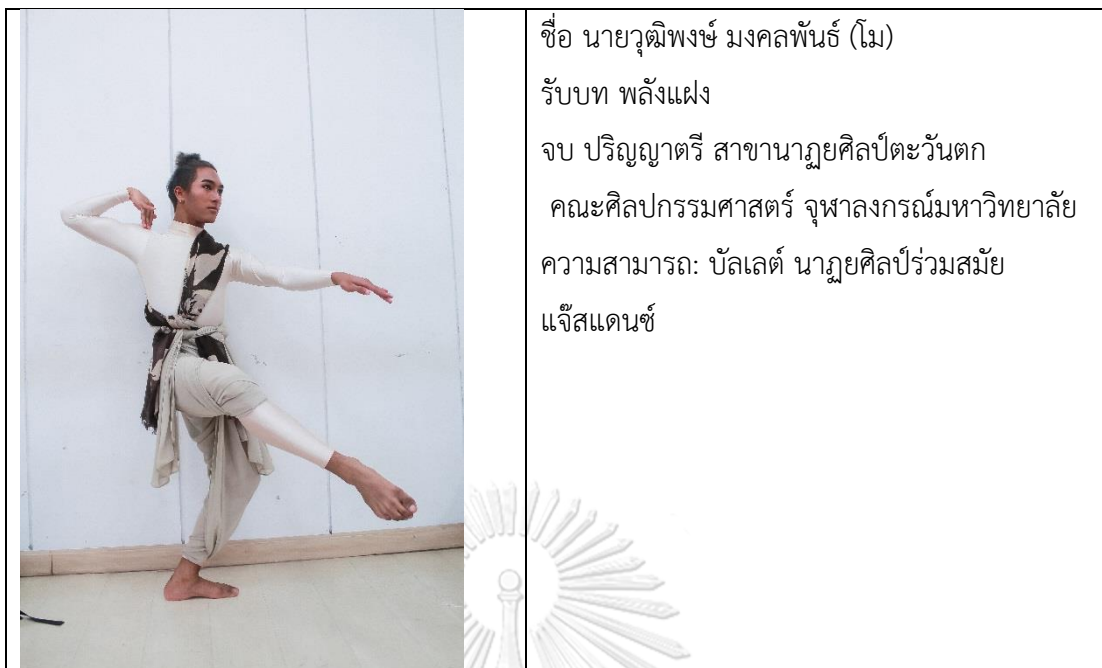 ชื่อ นายวุฒิพงษ์ มงคลพันธ์ (โม)
รับบท พลังแฝง
จบ ปริญญาตรี สาขานาฏยศิลป์ตะวันตก
คณะศิลปกรรมศาสตร์ จุฬาลงกรณ์มหาวิทยาลัย
ความสามารถ: บัลเลต์ นาฏยศิลป์ร่วมสมัย
แจ๊สแดนซ์